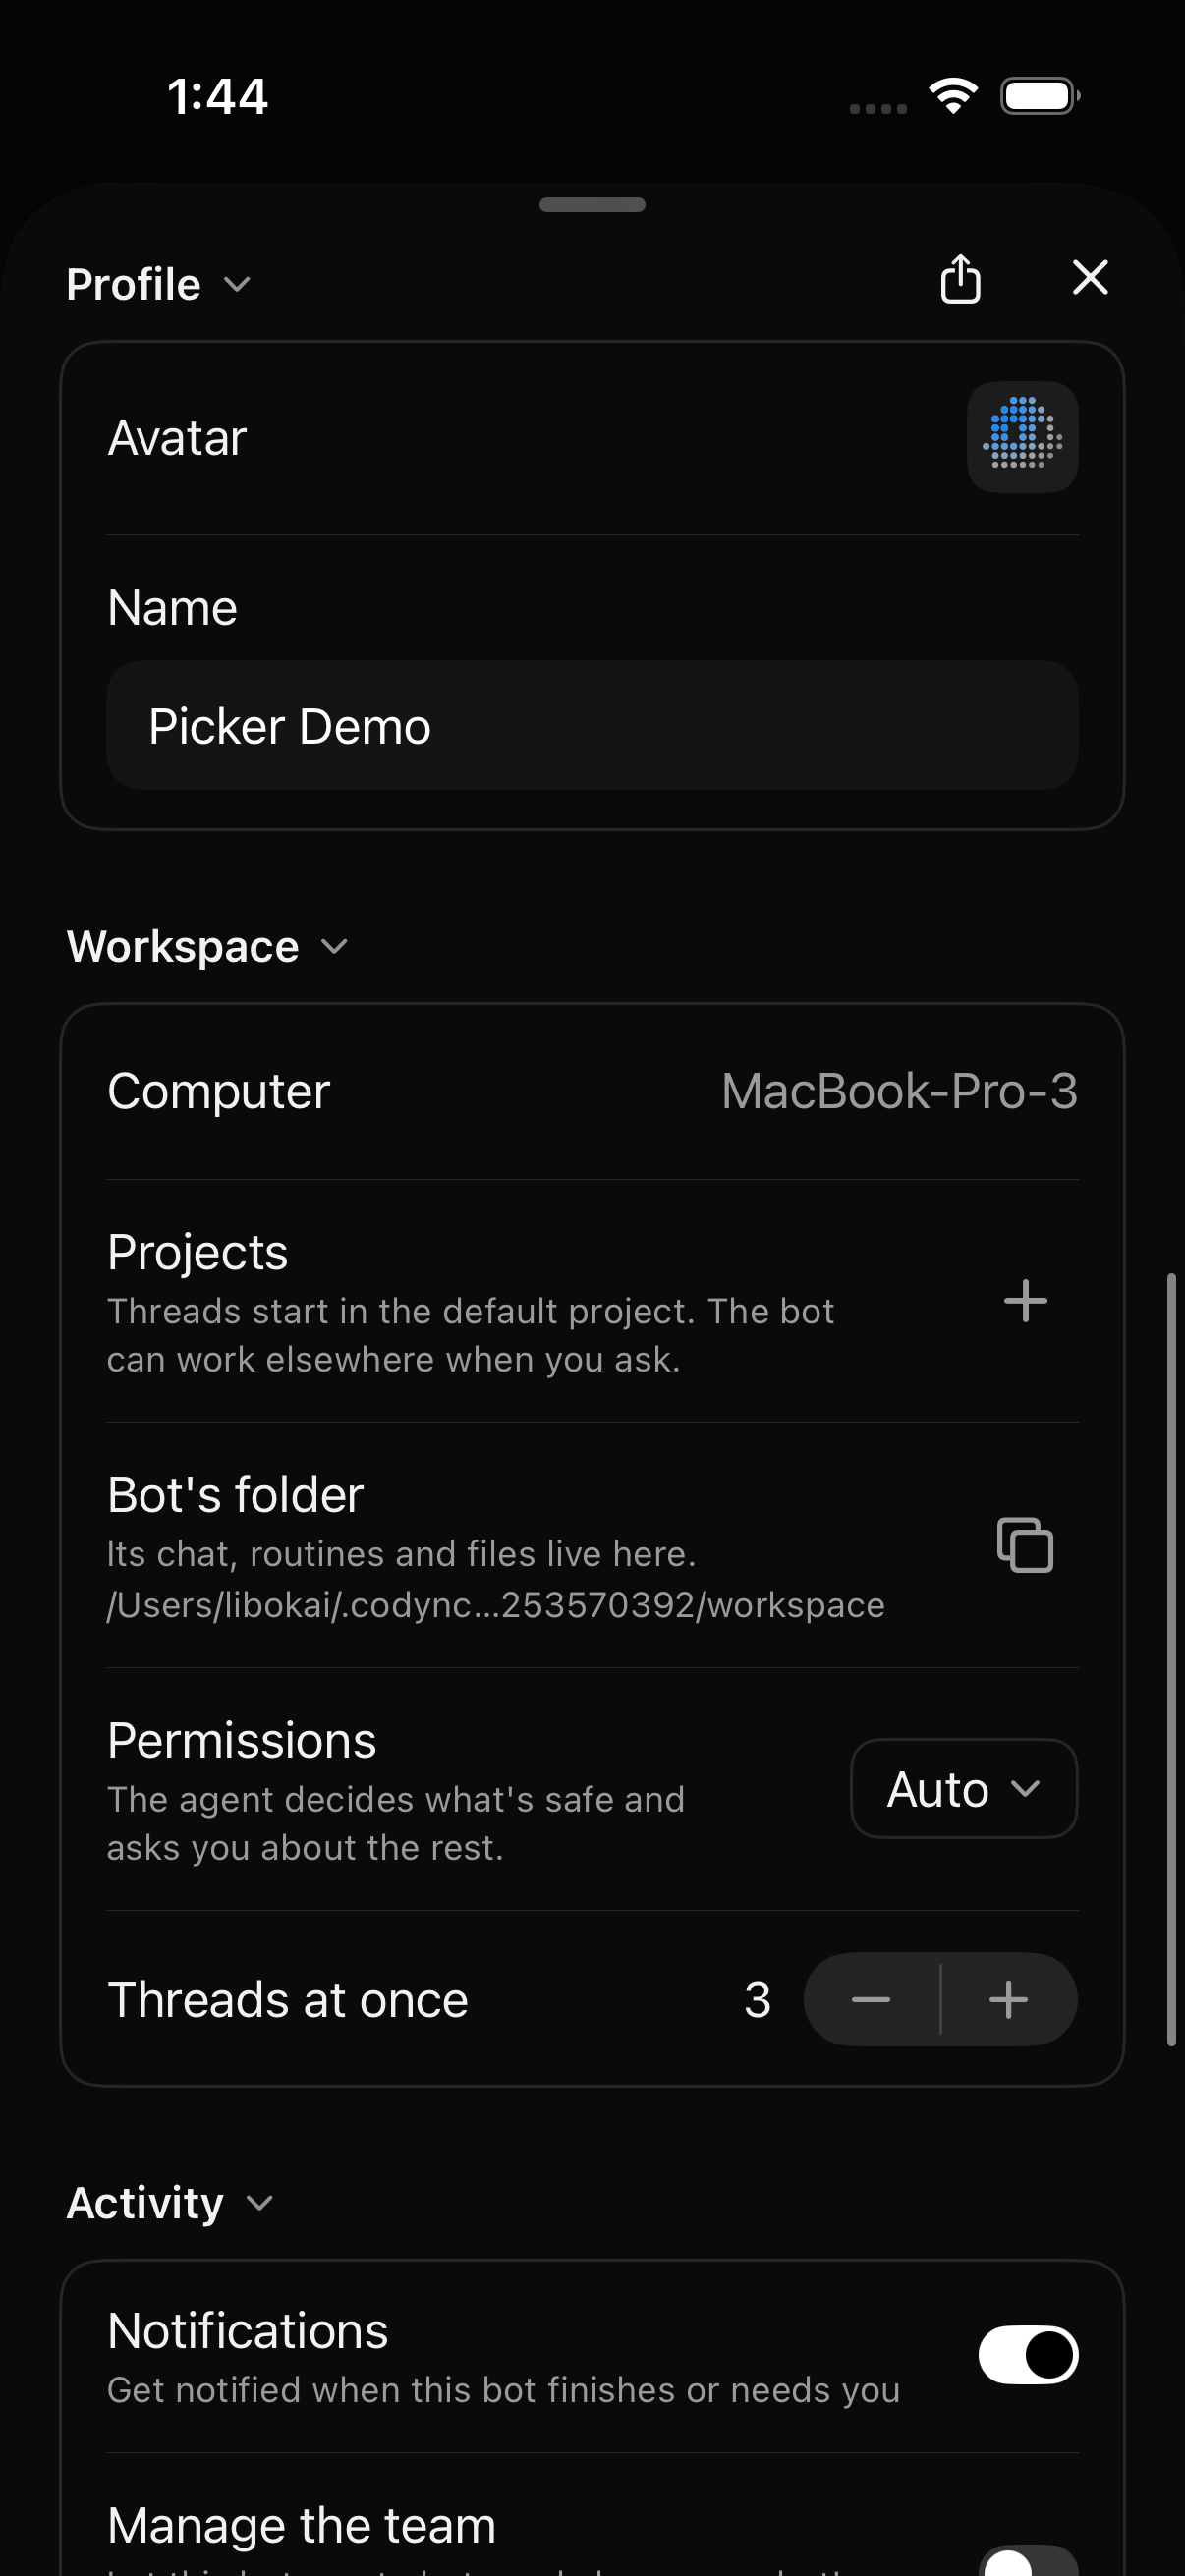 1:44
Profile
Avatar
Name
Picker Demo
Workspace
Computer
MacBook-Pro-3
Projects
Threads start in the default project. The bot
can work elsewhere when you ask.
Bot's folder
Its chat, routines and files live here.
/Users/libokai/.codync...253570392/workspace
Permissions
The agent decides what's safe and
asks you about the rest.
Auto
Threads at once
3
Activity
Notifications
Get notified when this bot finishes or needs you
Manage the team